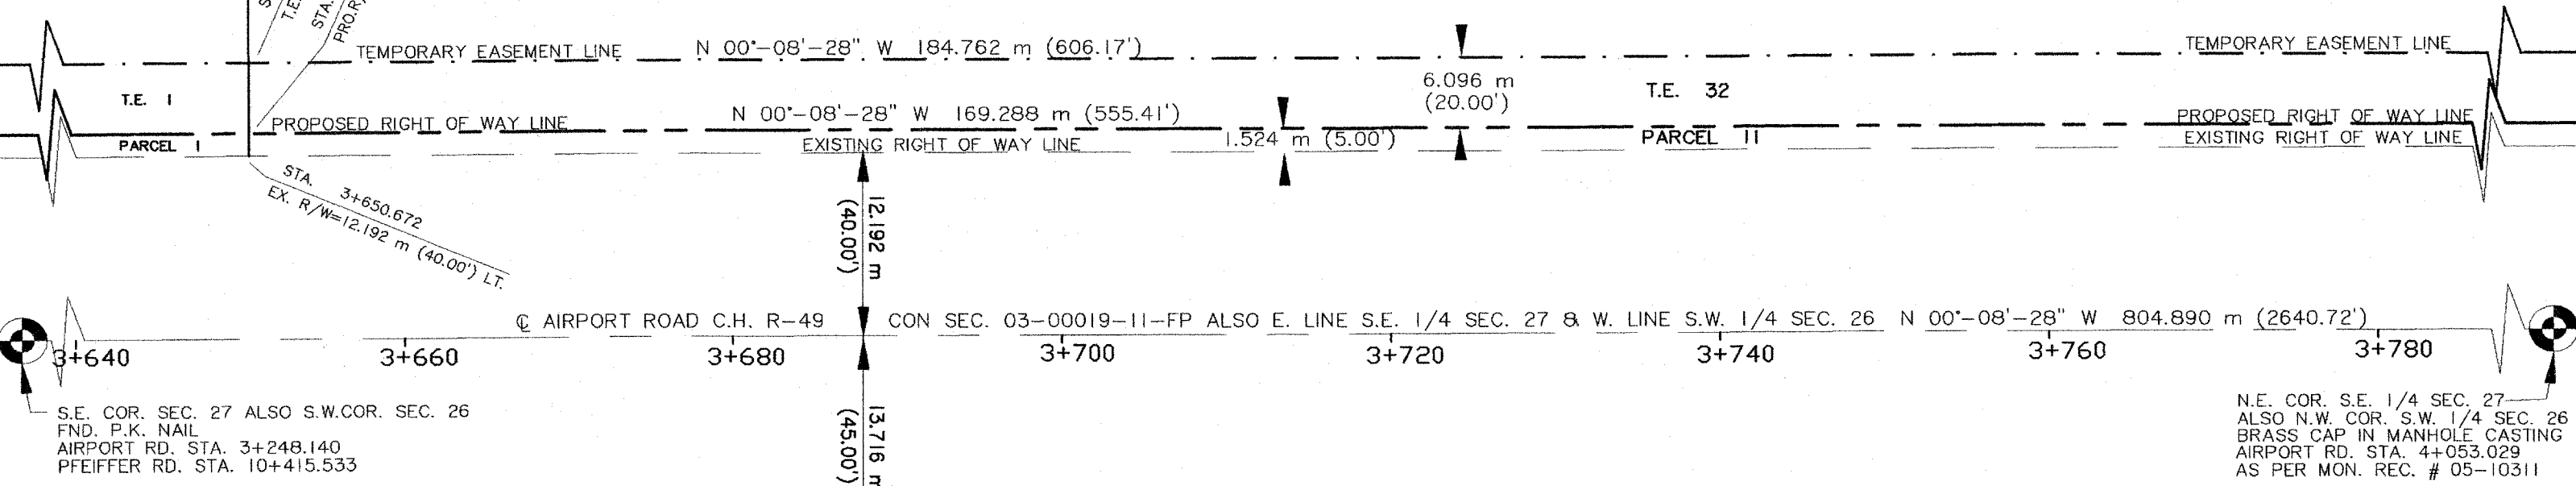 S
T.E.
STA.
PRO.R
TEMPORARY EASEMENT LINE
N 00°-08'-28" W 184.762 m (606.17')
TEMPORARY EASEMENT LINE
T.E. 1
6.096 m
(20.00')
T.E. 32
PROPOSED RIGHT OF WAY LINE
N 00°-08'-28" W 169.288 m (555.41')
PROPOSED RIGHT OF WAY LINE
PARCEL 1
EXISTING RIGHT OF WAY LINE
1.524 m (5.00')
PARCEL 11
EXISTING RIGHT OF WAY LINE
STA. 3+650.672
EX. R/W=12.192 m (40.00') LT.
12.192 m
(40.00')
℄ AIRPORT ROAD C.H. R-49 CON SEC. 03-00019-11-FP ALSO E. LINE S.E. 1/4 SEC. 27 & W. LINE S.W. 1/4 SEC. 26 N 00°-08'-28" W 804.890 m (2640.72')
3+640 3+660 3+680 3+700 3+720 3+740 3+760 3+780
13.716 m
(45.00')
S.E. COR. SEC. 27 ALSO S.W.COR. SEC. 26
FND. P.K. NAIL
AIRPORT RD. STA. 3+248.140
PFEIFFER RD. STA. 10+415.533
N.E. COR. S.E. 1/4 SEC. 27
ALSO N.W. COR. S.W. 1/4 SEC. 26
BRASS CAP IN MANHOLE CASTING
AIRPORT RD. STA. 4+053.029
AS PER MON. REC. # 05-10311